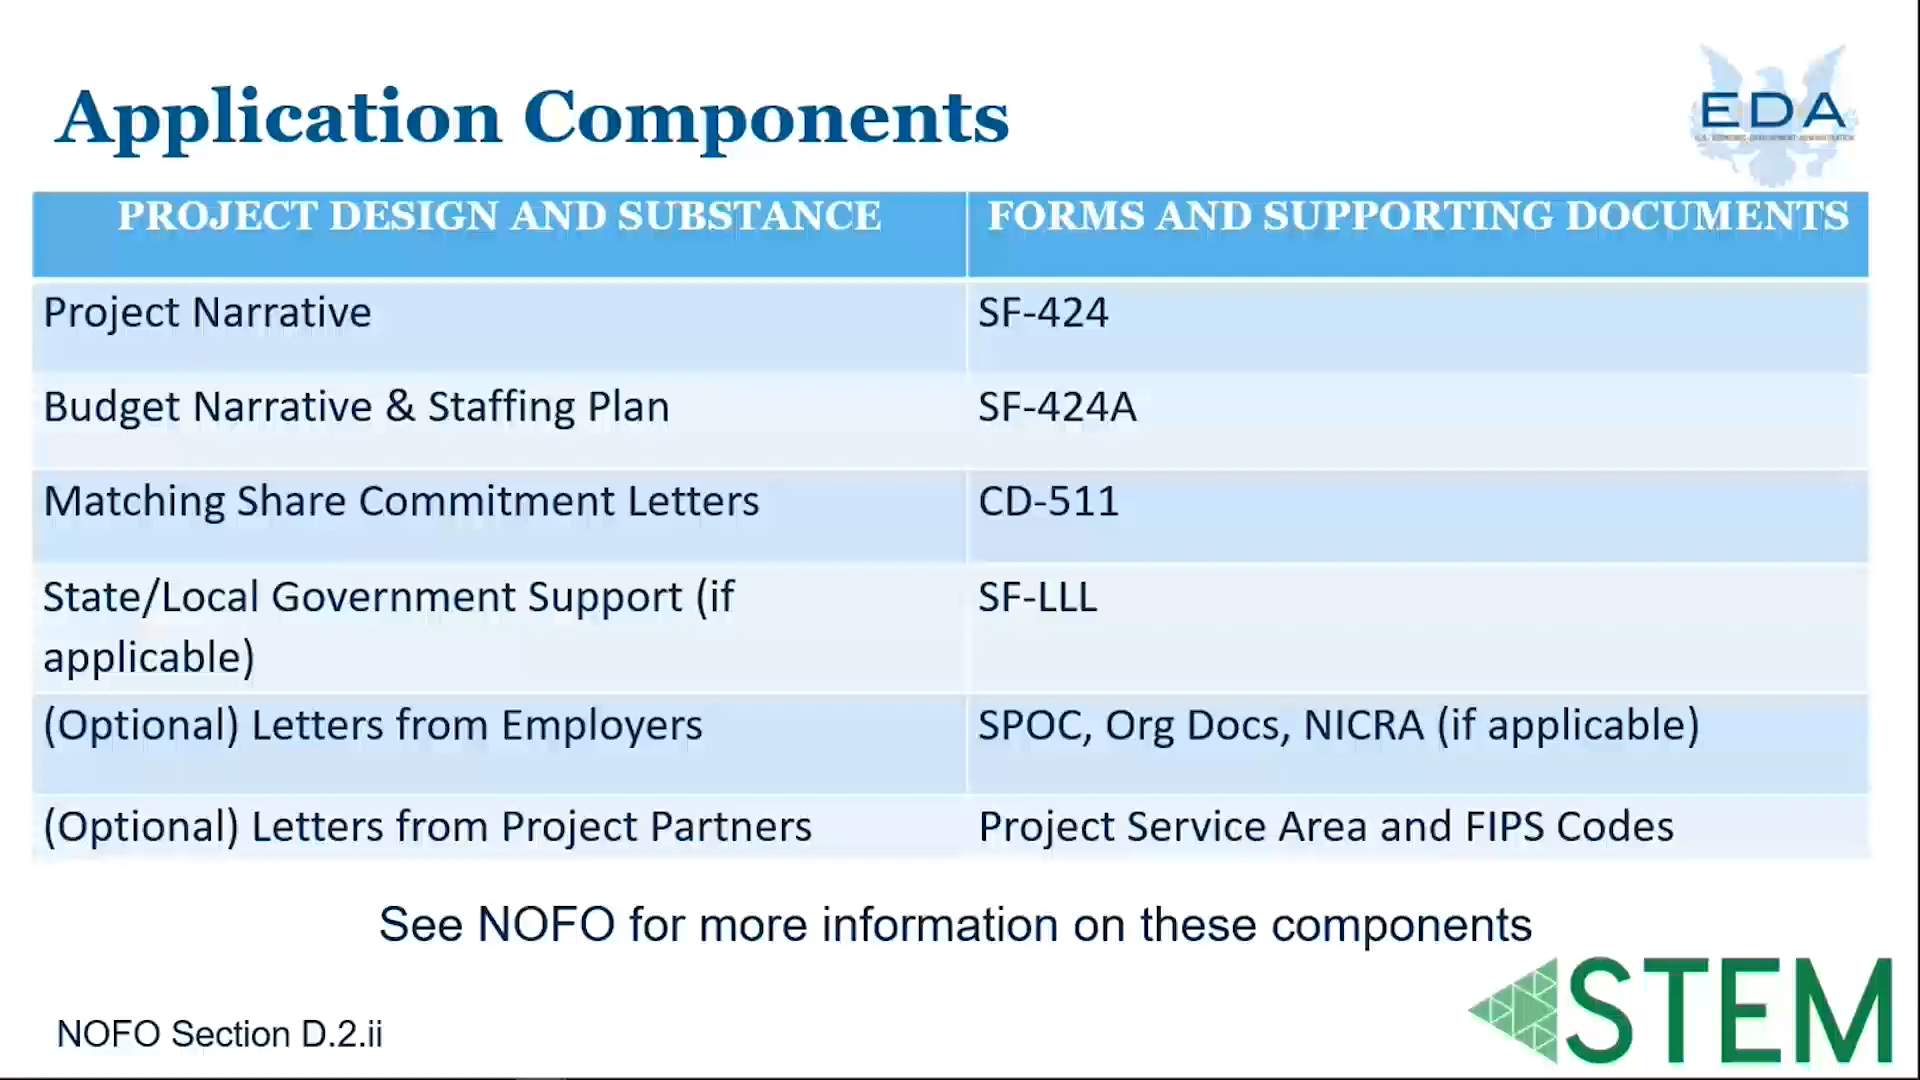 Application Components
EDA
PROJECT DESIGN AND SUBSTANCE
FORMS AND SUPPORTING DOCUMENTS
Project Narrative
SF-424
Budget Narrative & Staffing Plan
SF-424A
Matching Share Commitment Letters
CD-511
State/Local Government Support (if
applicable)
SF-LLL
(Optional) Letters from Employers
SPOC, Org Docs, NICRA (if applicable)
(Optional) Letters from Project Partners
Project Service Area and FIPS Codes
See NOFO for more information on these components
STEM
NOFO Section D.2.ii